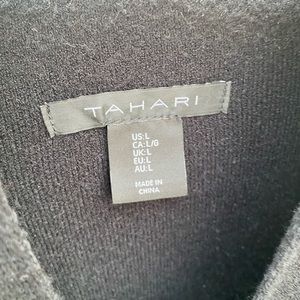 TAHARI
US:L
CA:L/G
UK:L
EU:L
AU:L
MADE IN
CHINA